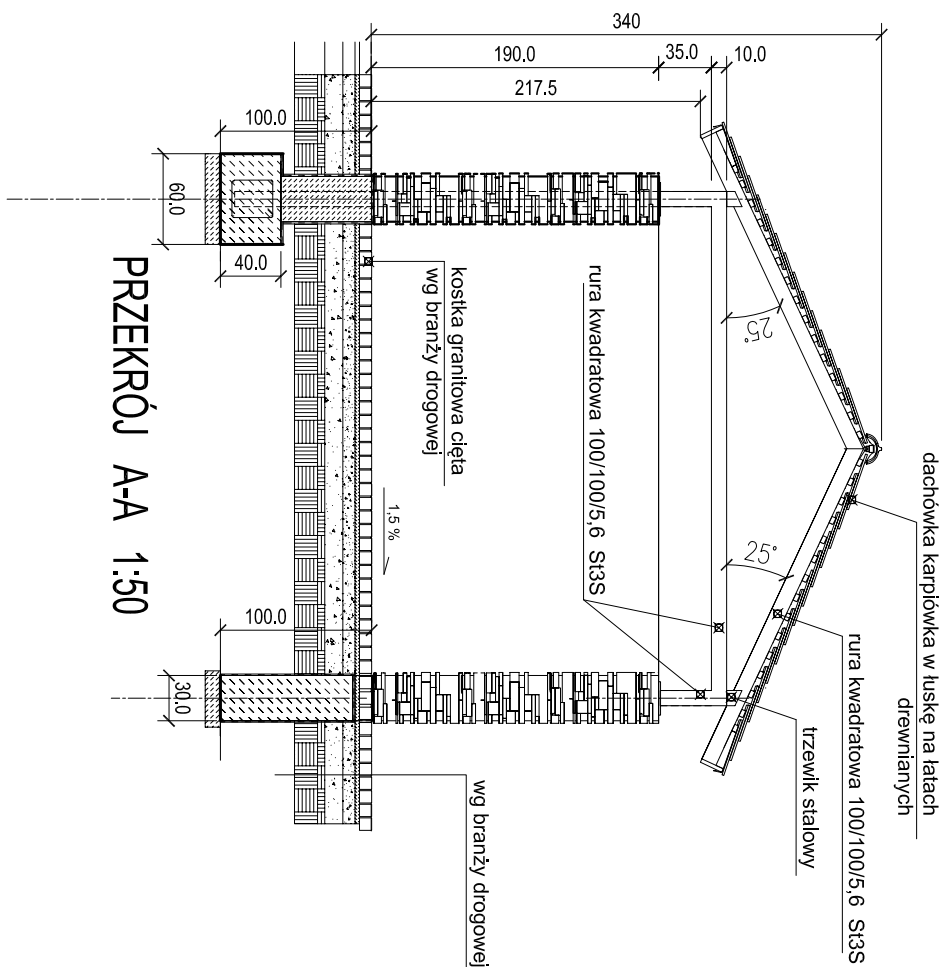 340
190.0
35.0
10.0
217.5
100.0
60.0
40.0
kostka granitowa cięta
wg branży drogowej
rura kwadratowa 100/100/5,6 St3S
25°
25°
1,5 %
dachówka karpiówka w łuskę na łatach
drewnianych
rura kwadratowa 100/100/5,6 St3S
trzewik stalowy
100.0
30.0
wg branży drogowej
PRZEKRÓJ A-A 1:50